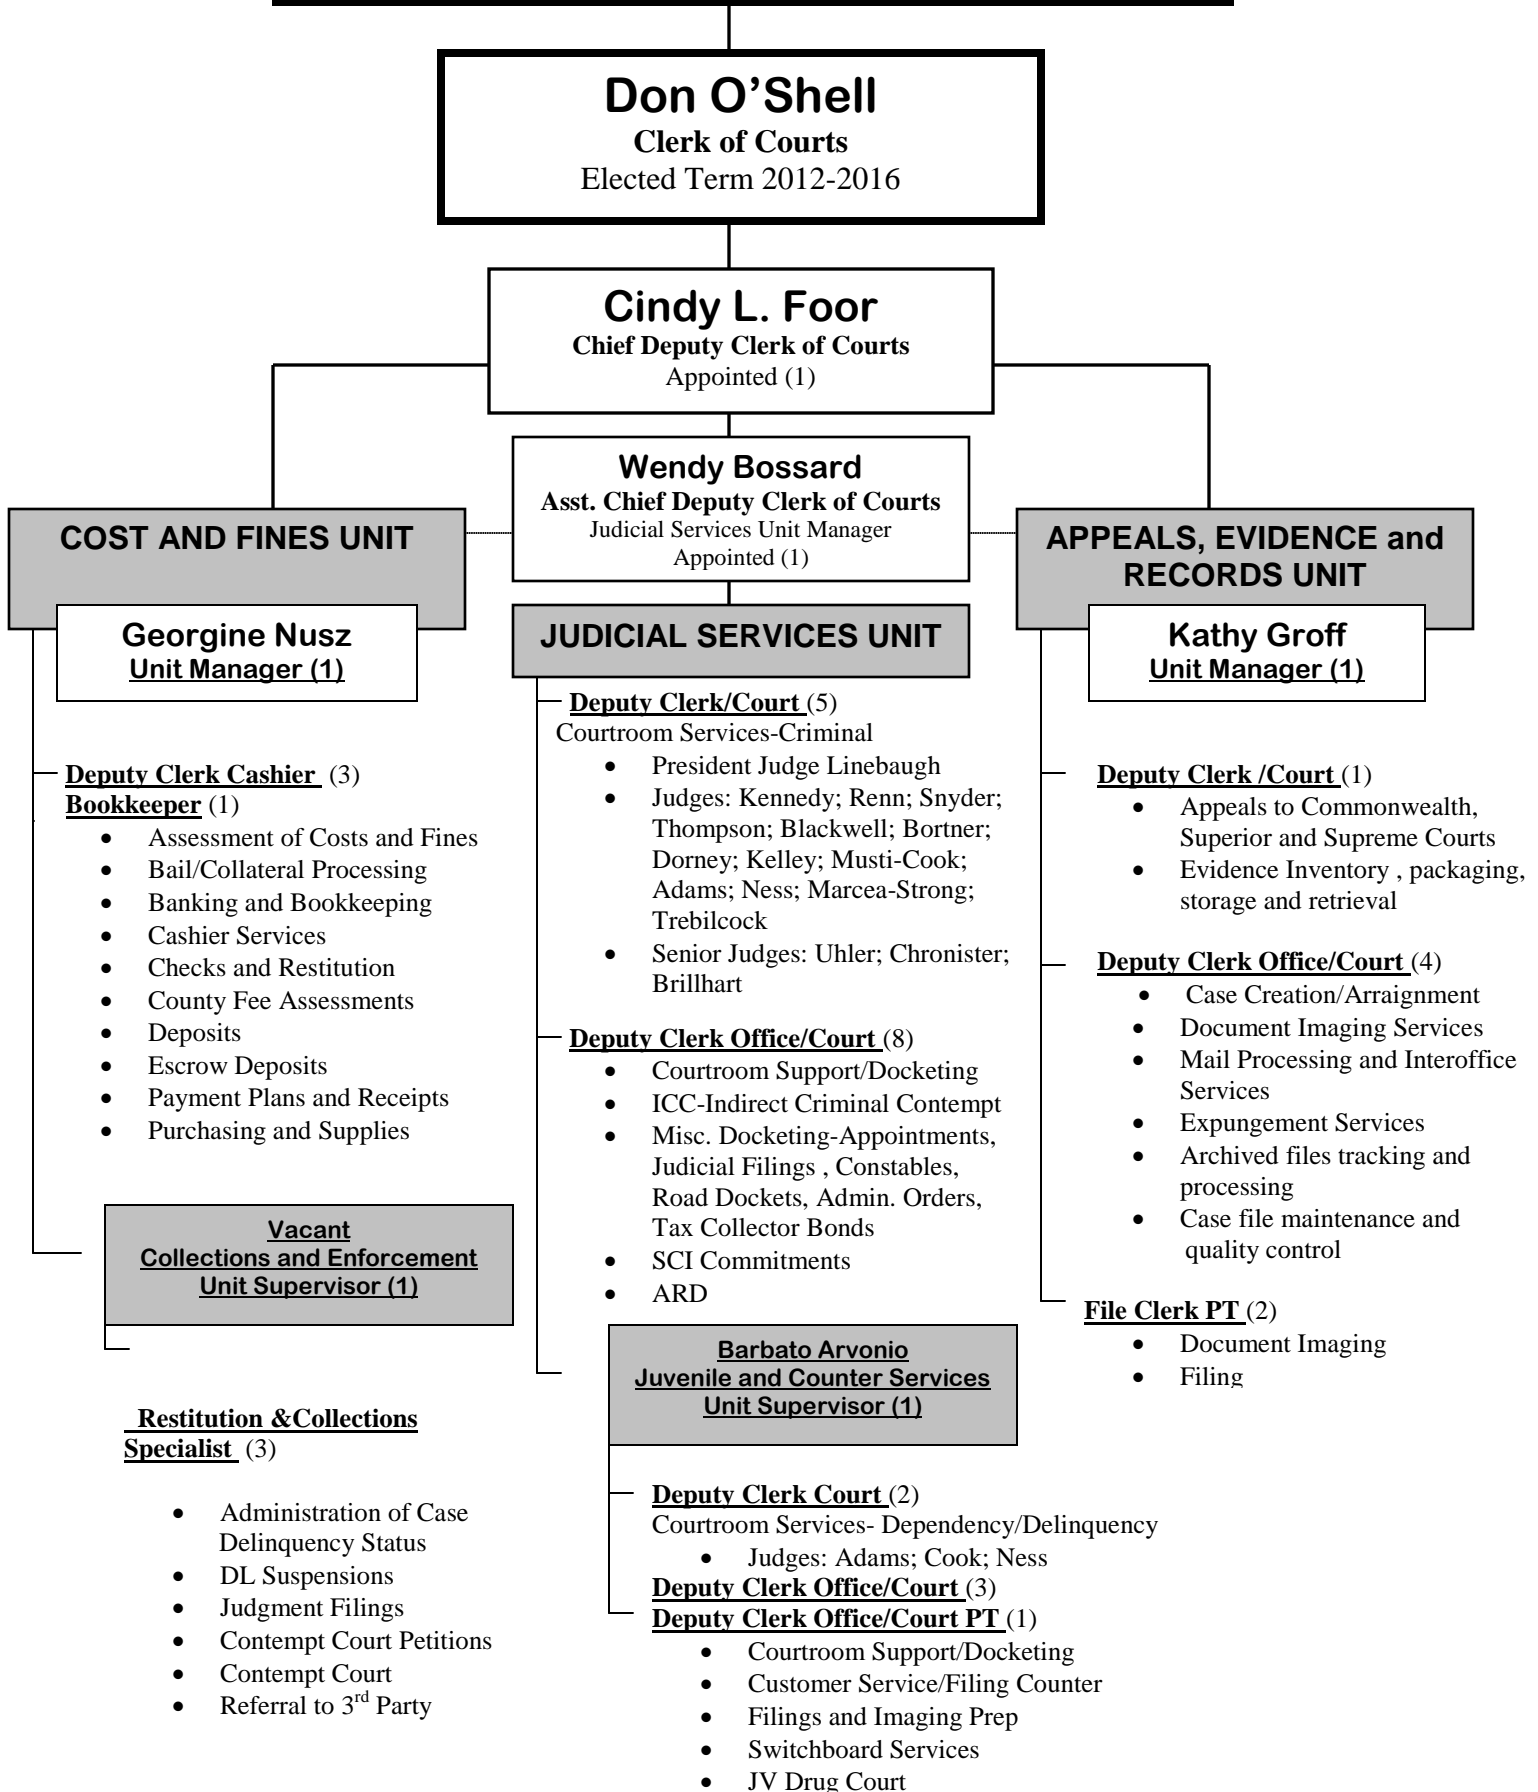 Don O’Shell
Clerk of Courts
Elected Term 2012-2016
Cindy L. Foor
Chief Deputy Clerk of Courts
Appointed (1)
Wendy Bossard
Asst. Chief Deputy Clerk of Courts
Judicial Services Unit Manager
Appointed (1)
COST AND FINES UNIT
Georgine Nusz
Unit Manager (1)
Deputy Clerk Cashier (3)
Bookkeeper (1)
• Assessment of Costs and Fines
• Bail/Collateral Processing
• Banking and Bookkeeping
• Cashier Services
• Checks and Restitution
• County Fee Assessments
• Deposits
• Escrow Deposits
• Payment Plans and Receipts
• Purchasing and Supplies
Vacant
Collections and Enforcement
Unit Supervisor (1)
Restitution &Collections
Specialist (3)
• Administration of Case
Delinquency Status
• DL Suspensions
• Judgment Filings
• Contempt Court Petitions
• Contempt Court
• Referral to 3rd Party
JUDICIAL SERVICES UNIT
Deputy Clerk/Court (5)
Courtroom Services-Criminal
• President Judge Linebaugh
• Judges: Kennedy; Renn; Snyder;
Thompson; Blackwell; Bortner;
Dorney; Kelley; Musti-Cook;
Adams; Ness; Marcea-Strong;
Trebilcock
• Senior Judges: Uhler; Chronister;
Brillhart
Deputy Clerk Office/Court (8)
• Courtroom Support/Docketing
• ICC-Indirect Criminal Contempt
• Misc. Docketing-Appointments,
Judicial Filings , Constables,
Road Dockets, Admin. Orders,
Tax Collector Bonds
• SCI Commitments
• ARD
Barbato Arvonio
Juvenile and Counter Services
Unit Supervisor (1)
Deputy Clerk Court (2)
Courtroom Services- Dependency/Delinquency
• Judges: Adams; Cook; Ness
Deputy Clerk Office/Court (3)
Deputy Clerk Office/Court PT (1)
• Courtroom Support/Docketing
• Customer Service/Filing Counter
• Filings and Imaging Prep
• Switchboard Services
• JV Drug Court
APPEALS, EVIDENCE and
RECORDS UNIT
Kathy Groff
Unit Manager (1)
Deputy Clerk /Court (1)
• Appeals to Commonwealth,
Superior and Supreme Courts
• Evidence Inventory , packaging,
storage and retrieval
Deputy Clerk Office/Court (4)
• Case Creation/Arraignment
• Document Imaging Services
• Mail Processing and Interoffice
Services
• Expungement Services
• Archived files tracking and
processing
• Case file maintenance and
quality control
File Clerk PT (2)
• Document Imaging
• Filing